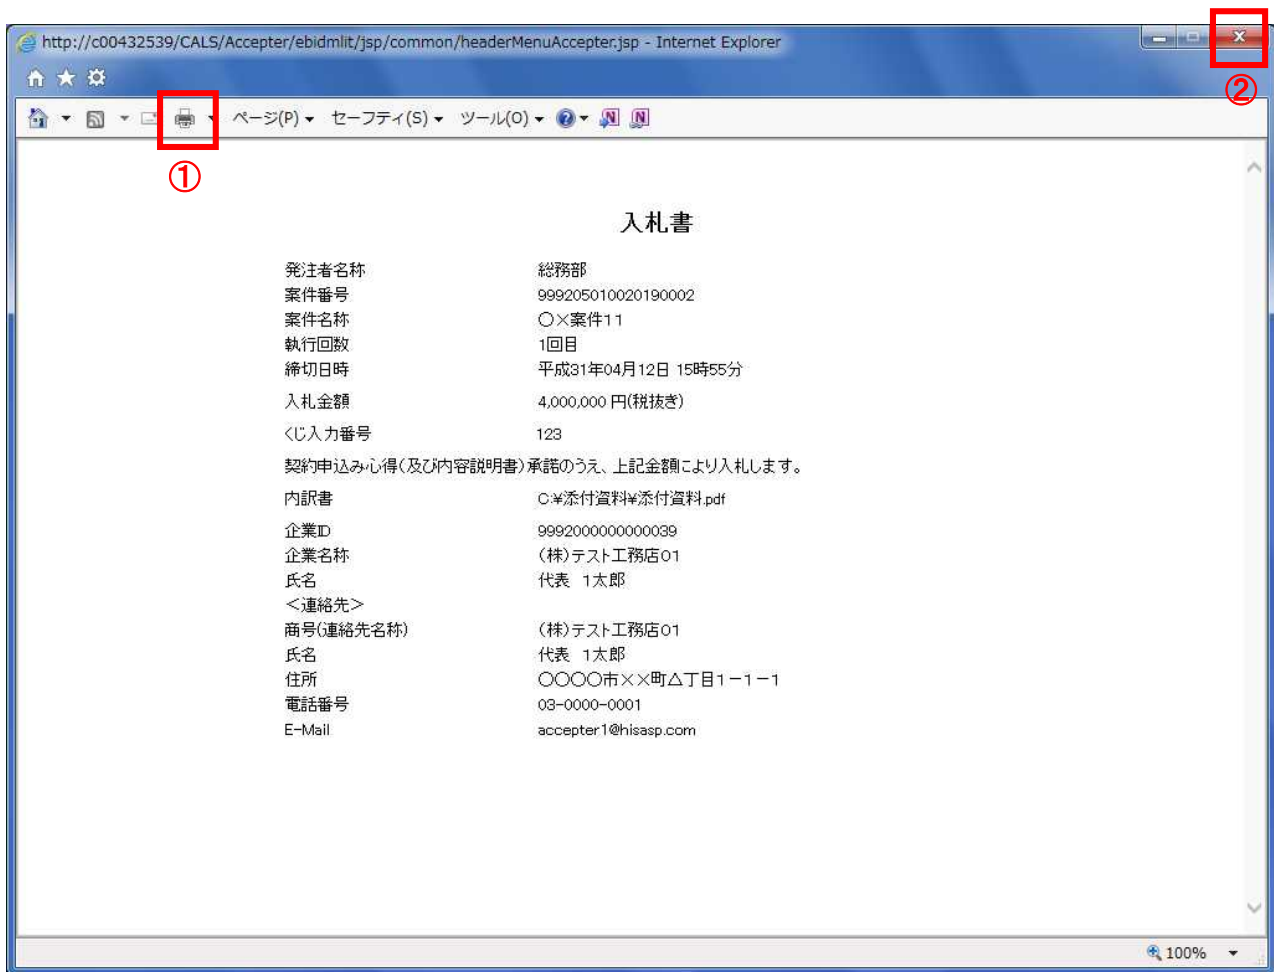 http://c00432539/CALS/Accepter/ebidmlit/jsp/common/headerMenuAccepter.jsp - Internet Explorer
②
ページ(P) セーフティ(S) ツール(O)
①
入札書
発注者名称 総務部
案件番号 999205010020190002
案件名称 〇×案件11
執行回数 1回目
締切日時 平成31年04月12日 15時55分
入札金額 4,000,000 円(税抜き)
くじ入力番号 123
契約申込み心得(及び内容説明書)承諾のうえ、上記金額により入札します。
内訳書 C:¥添付資料¥添付資料.pdf
企業ID 9992000000000039
企業名称 (株)テスト工務店01
氏名 代表 1太郎
<連絡先>
商号(連絡先名称) (株)テスト工務店01
氏名 代表 1太郎
住所 〇〇〇〇市××町△丁目1-1-1
電話番号 03-0000-0001
E-Mail accepter1@hisasp.com
100%